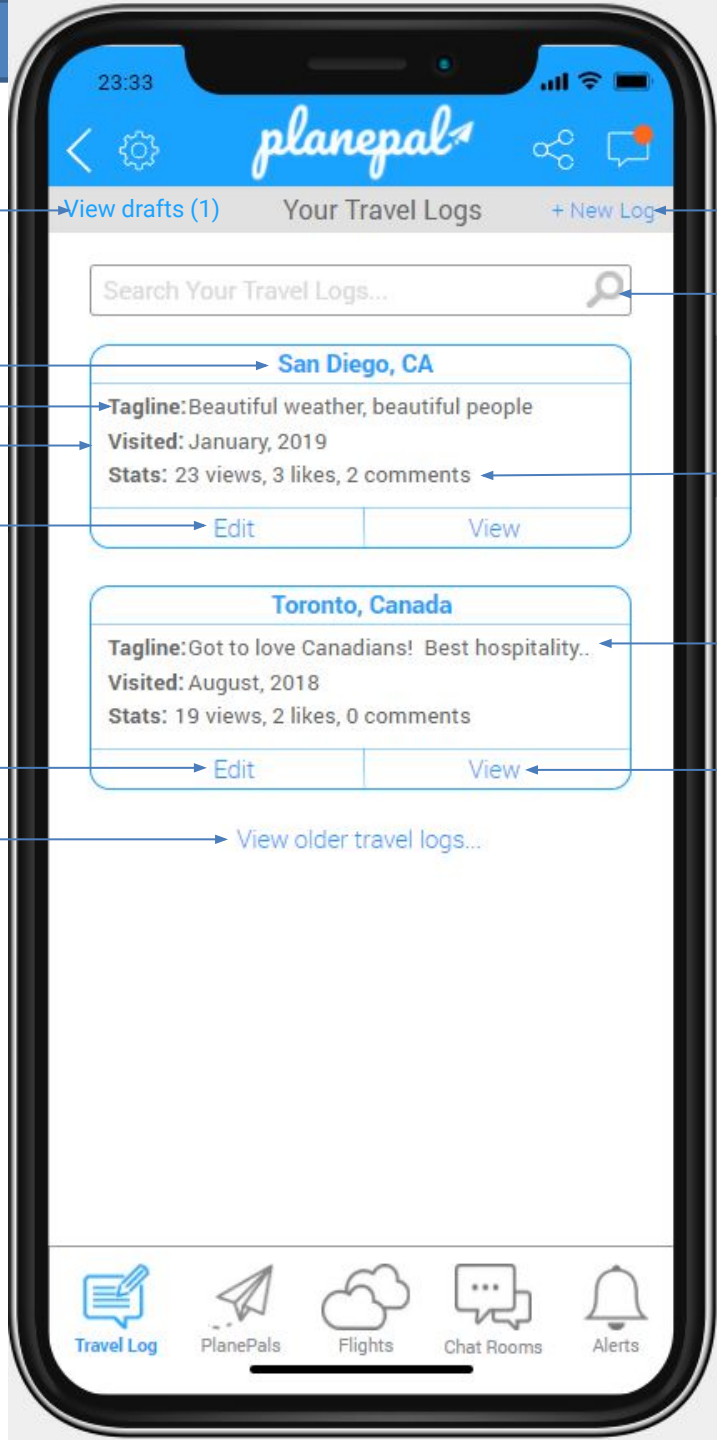 23:33
planepal
View drafts (1) Your Travel Logs + New Log
Search Your Travel Logs...
San Diego, CA
Tagline: Beautiful weather, beautiful people
Visited: January, 2019
Stats: 23 views, 3 likes, 2 comments
Edit View
Toronto, Canada
Tagline: Got to love Canadians! Best hospitality..
Visited: August, 2018
Stats: 19 views, 2 likes, 0 comments
Edit View
View older travel logs...
Travel Log PlanePals Flights Chat Rooms Alerts